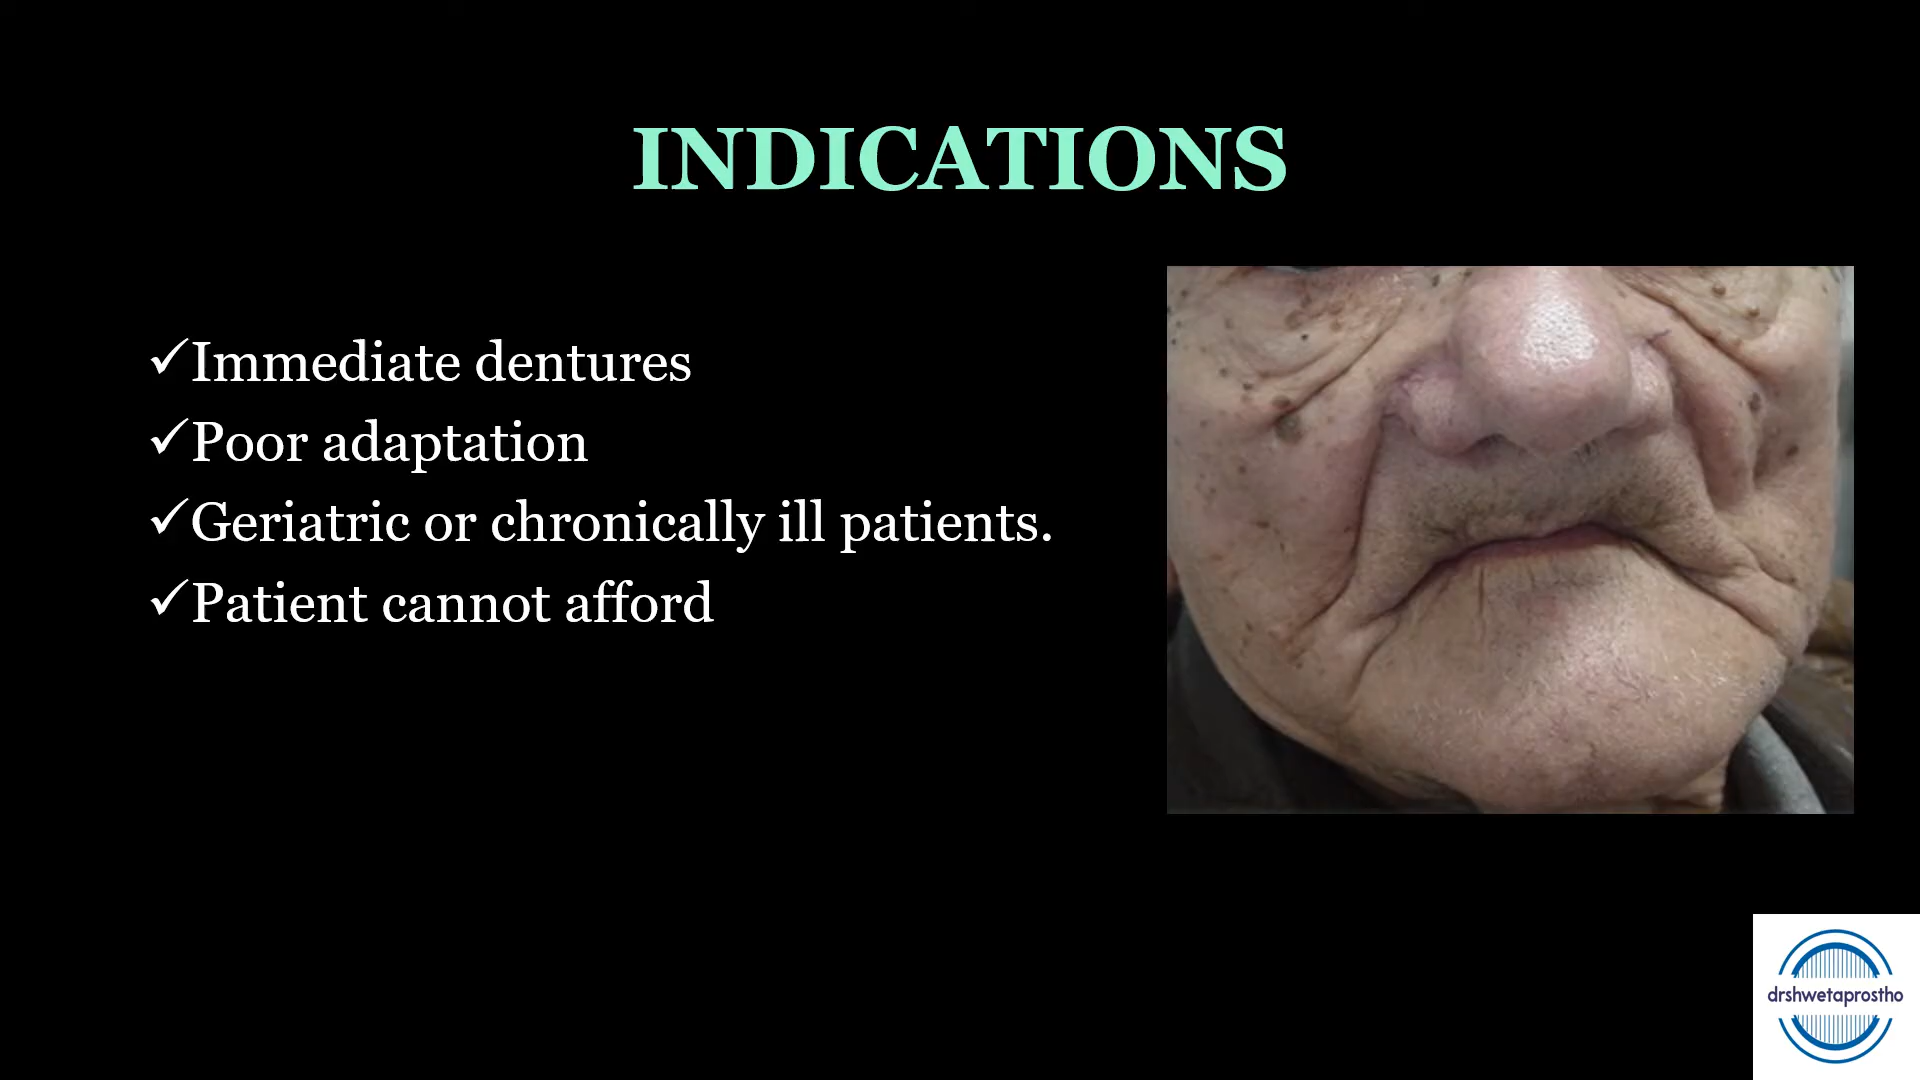 INDICATIONS
✓Immediate dentures
✓Poor adaptation
✓Geriatric or chronically ill patients.
✓Patient cannot afford
drshwetaprostho